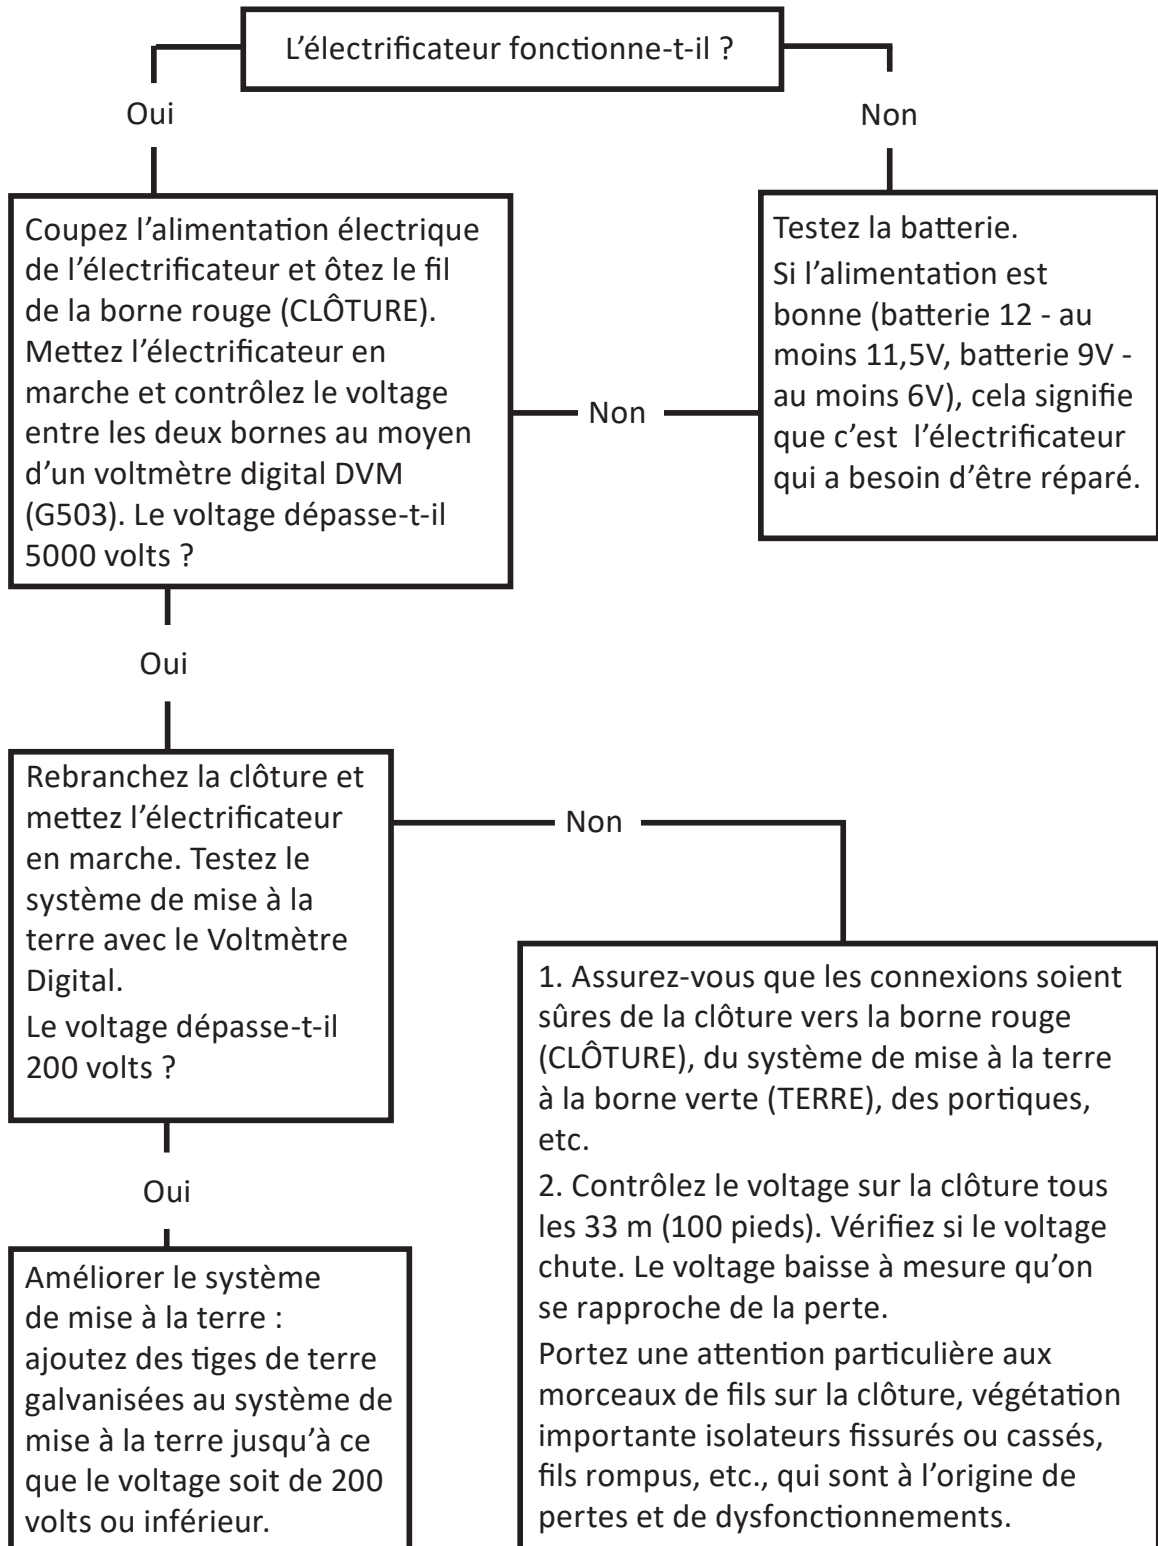 L’électrificateur fonctionne-t-il ?
Oui
Non
Coupez l’alimentation électrique
de l’électrificateur et ôtez le fil
de la borne rouge (CLÔTURE).
Mettez l’électrificateur en
marche et contrôlez le voltage
entre les deux bornes au moyen
d’un voltmètre digital DVM
(G503). Le voltage dépasse-t-il
5000 volts ?
Non
Testez la batterie.
Si l’alimentation est
bonne (batterie 12 - au
moins 11,5V, batterie 9V -
au moins 6V), cela signifie
que c’est  l’électrificateur
qui a besoin d’être réparé.
Oui
Rebranchez la clôture et
mettez l’électrificateur
en marche. Testez le
système de mise à la
terre avec le Voltmètre
Digital.
Le voltage dépasse-t-il
200 volts ?
Non
1. Assurez-vous que les connexions soient
sûres de la clôture vers la borne rouge
(CLÔTURE), du système de mise à la terre
à la borne verte (TERRE), des portiques,
etc.
2. Contrôlez le voltage sur la clôture tous
les 33 m (100 pieds). Vérifiez si le voltage
chute. Le voltage baisse à mesure qu’on
se rapproche de la perte.
Portez une attention particulière aux
morceaux de fils sur la clôture, végétation
importante isolateurs fissurés ou cassés,
fils rompus, etc., qui sont à l’origine de
pertes et de dysfonctionnements.
Oui
Améliorer le système
de mise à la terre :
ajoutez des tiges de terre
galvanisées au système de
mise à la terre jusqu’à ce
que le voltage soit de 200
volts ou inférieur.